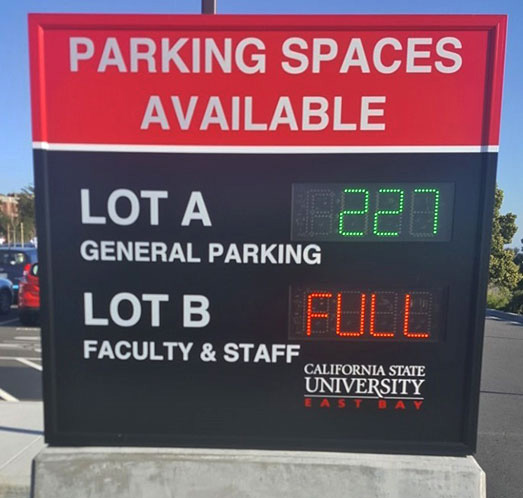 PARKING SPACES
AVAILABLE
LOT A 227
GENERAL PARKING
LOT B FULL
FACULTY & STAFF
CALIFORNIA STATE
UNIVERSITY
EAST BAY